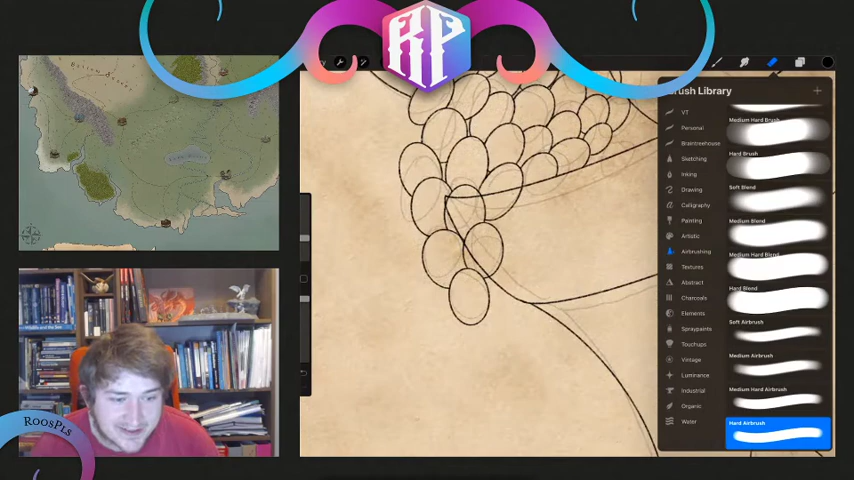 RP
Brush Library
VT
Personal
Braintreehouse
Sketching
Inking
Drawing
Calligraphy
Painting
Artistic
Airbrushing
Textures
Abstract
Charcoals
Elements
Spraypaints
Touchups
Vintage
Luminance
Industrial
Organic
Water
Medium Hard Brush
Hard Brush
Soft Blend
Medium Blend
Medium Hard Blend
Hard Blend
Soft Airbrush
Medium Airbrush
Medium Hard Airbrush
Hard Airbrush
RoosPls